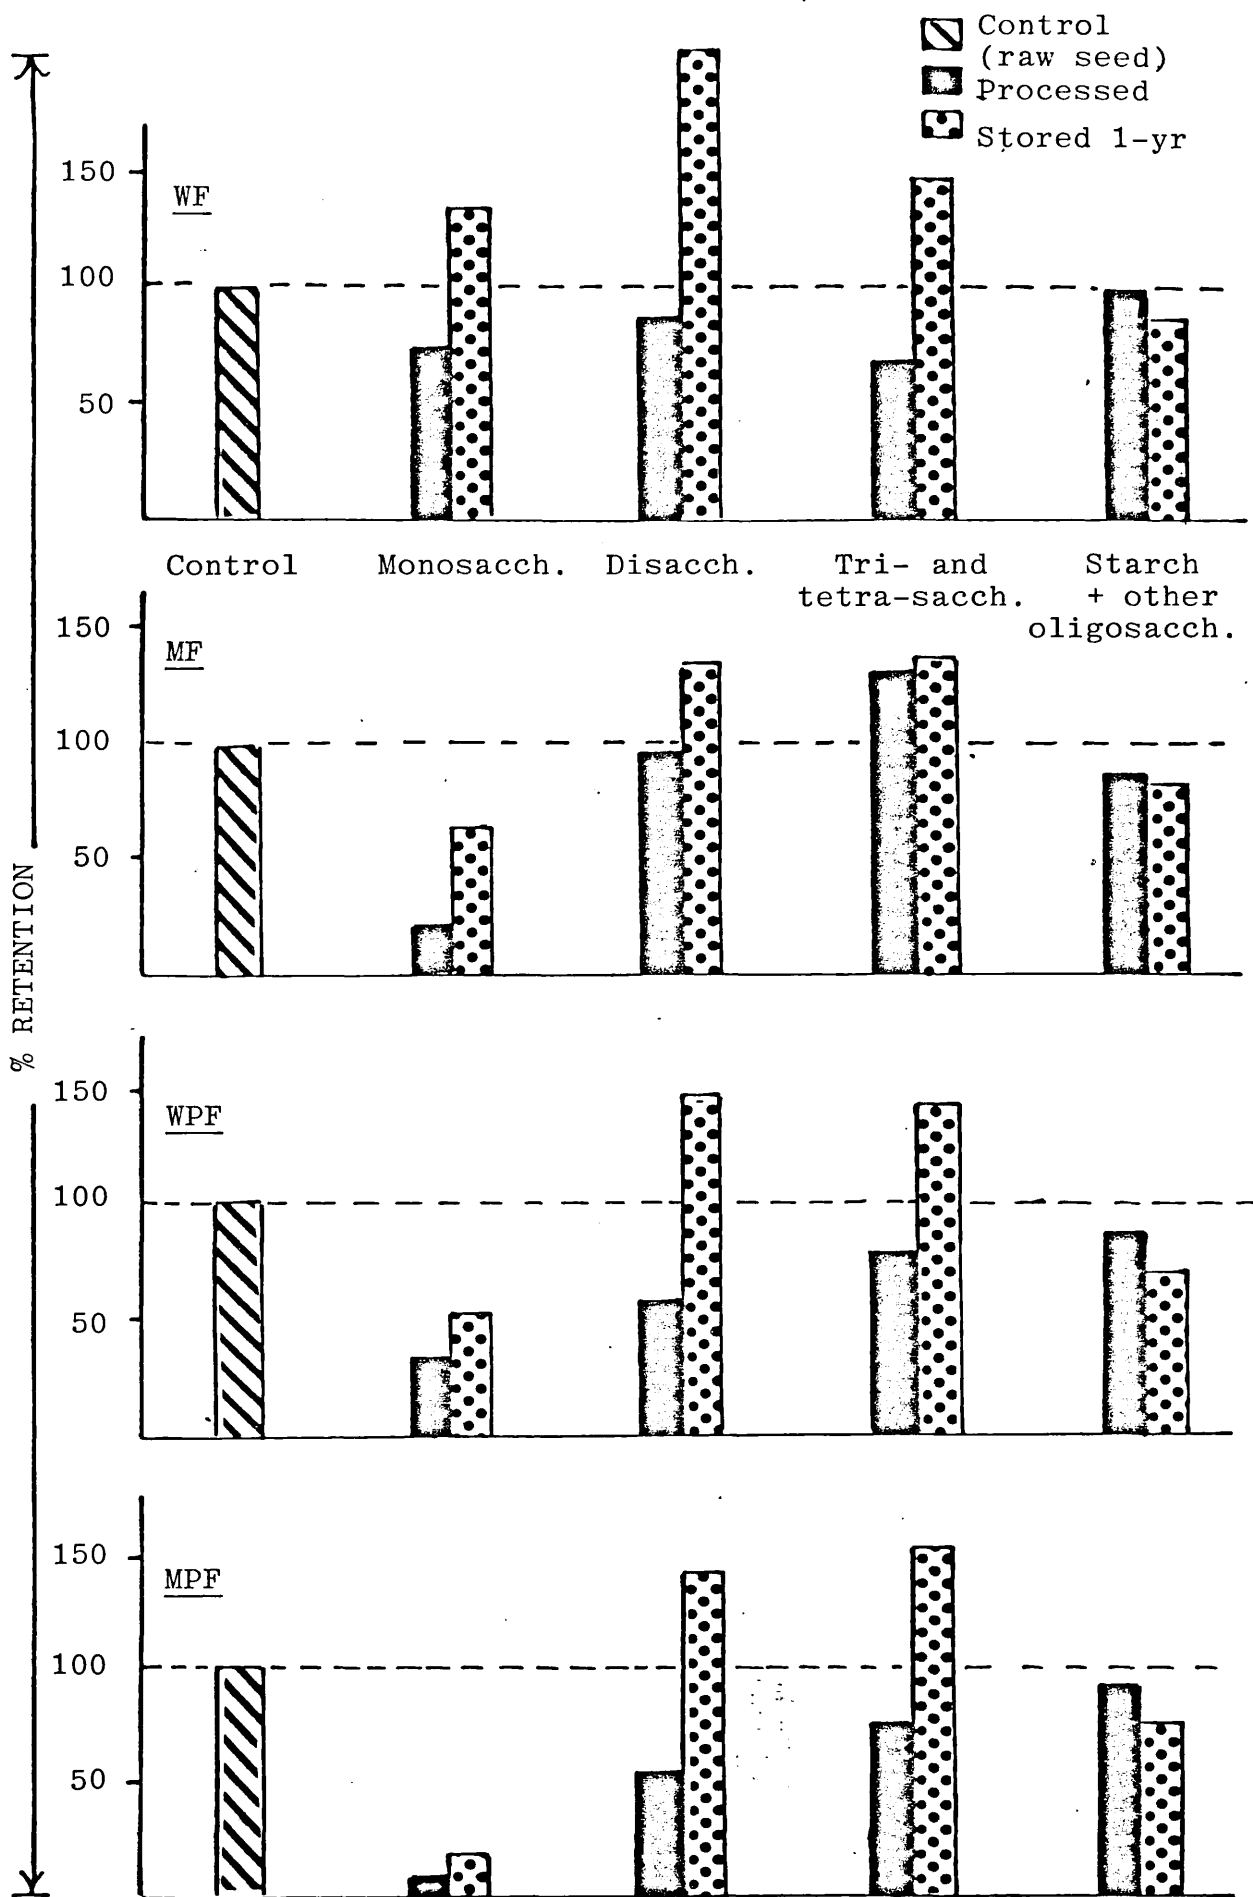 Control
(raw seed)
Processed
Stored 1-yr
% RETENTION
150
WF
100
50
Control Monosacch. Disacch. Tri- and Starch
tetra-sacch. + other
oligosacch.
150
MF
100
50
150
WPF
100
50
150
MPF
100
50